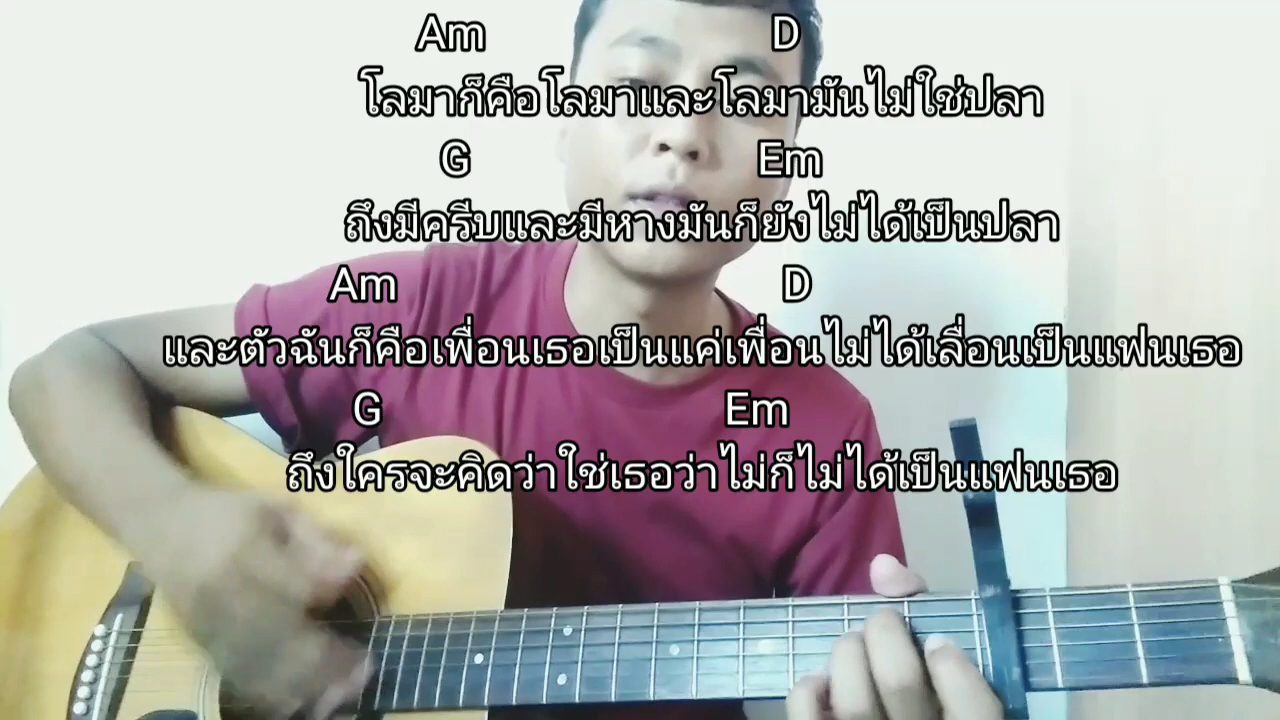 Am D
โลมาก็คือโลมาและโลมามันไม่ใช่ปลา
G Em
ถึงมีครีบและมีหางมันก็ยังไม่ได้เป็นปลา
Am D
และตัวฉันก็คือเพื่อนเธอเป็นแค่เพื่อนไม่ได้เลื่อนเป็นแฟนเธอ
G Em
ถึงใครจะคิดว่าใช่เธอว่าไม่ก็ไม่ได้เป็นแฟนเธอ